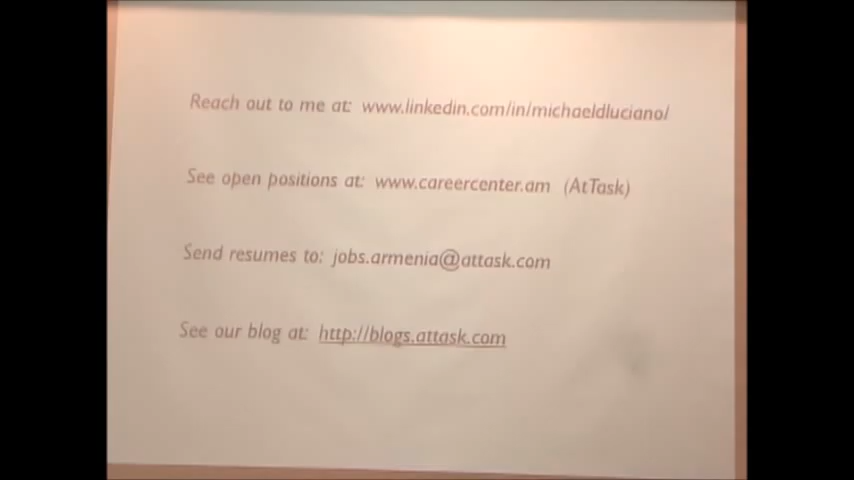 Reach out to me at: www.linkedin.com/in/michaeldluciano/
See open positions at: www.careercenter.am (AtTask)
Send resumes to: jobs.armenia@attask.com
See our blog at: http://blogs.attask.com